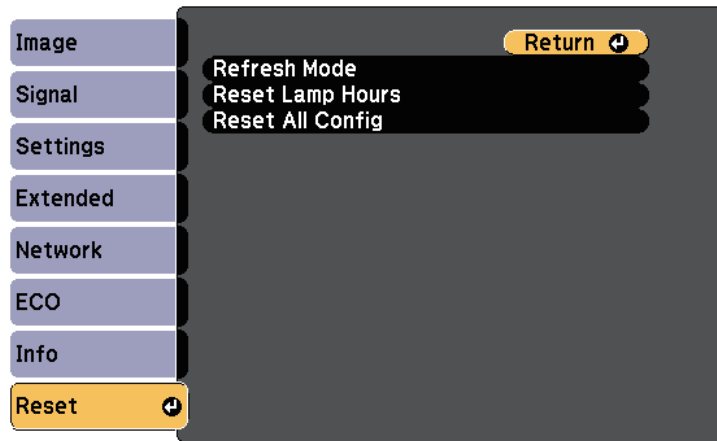 Image
Signal
Settings
Extended
Network
ECO
Info
Reset
Return
Refresh Mode
Reset Lamp Hours
Reset All Config